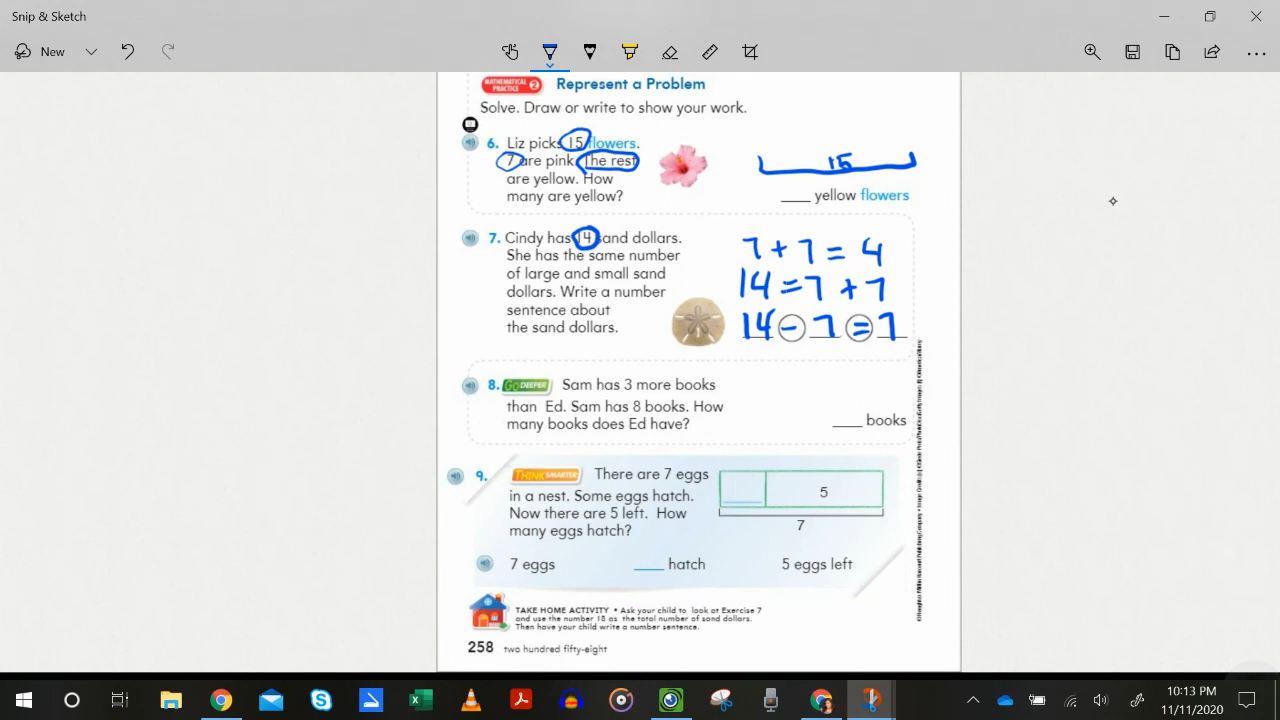 Snip & Sketch
New
MATHEMATICAL PRACTICE 2 Represent a Problem
Solve. Draw or write to show your work.
6. Liz picks 15 flowers.
7 are pink. The rest
are yellow. How
many are yellow?
15
____ yellow flowers
7. Cindy has 14 sand dollars.
She has the same number
of large and small sand
dollars. Write a number
sentence about
the sand dollars.
7 + 7 = 4
14 = 7 + 7
14 - 7 = 7
8. GO DEEPER Sam has 3 more books
than Ed. Sam has 8 books. How
many books does Ed have?
____ books
9. THINK SMARTER There are 7 eggs
in a nest. Some eggs hatch.
Now there are 5 left. How
many eggs hatch?
____ 5
7
7 eggs ____ hatch 5 eggs left
TAKE HOME ACTIVITY • Ask your child to look at Exercise 7
and use the number 18 as the total number of sand dollars.
Then have your child write a number sentence.
258 two hundred fifty-eight
10:13 PM
11/11/2020